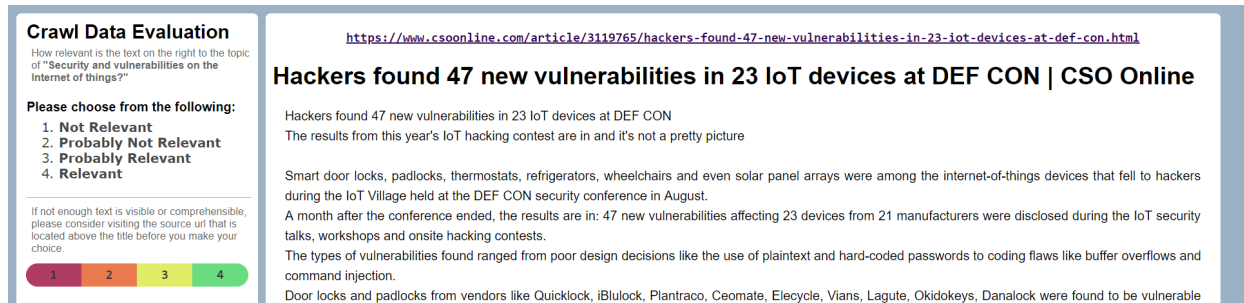 Crawl Data Evaluation
How relevant is the text on the right to the topic
of "Security and vulnerabilities on the
Internet of things?"
Please choose from the following:
1. Not Relevant
2. Probably Not Relevant
3. Probably Relevant
4. Relevant
If not enough text is visible or comprehensible,
please consider visiting the source url that is
located above the title before you make your
choice.
1 2 3 4
https://www.csoonline.com/article/3119765/hackers-found-47-new-vulnerabilities-in-23-iot-devices-at-def-con.html
Hackers found 47 new vulnerabilities in 23 IoT devices at DEF CON | CSO Online
Hackers found 47 new vulnerabilities in 23 IoT devices at DEF CON
The results from this year's IoT hacking contest are in and it's not a pretty picture
Smart door locks, padlocks, thermostats, refrigerators, wheelchairs and even solar panel arrays were among the internet-of-things devices that fell to hackers
during the IoT Village held at the DEF CON security conference in August.
A month after the conference ended, the results are in: 47 new vulnerabilities affecting 23 devices from 21 manufacturers were disclosed during the IoT security
talks, workshops and onsite hacking contests.
The types of vulnerabilities found ranged from poor design decisions like the use of plaintext and hard-coded passwords to coding flaws like buffer overflows and
command injection.
Door locks and padlocks from vendors like Quicklock, iBlulock, Plantraco, Ceomate, Elecycle, Vians, Lagute, Okidokeys, Danalock were found to be vulnerable